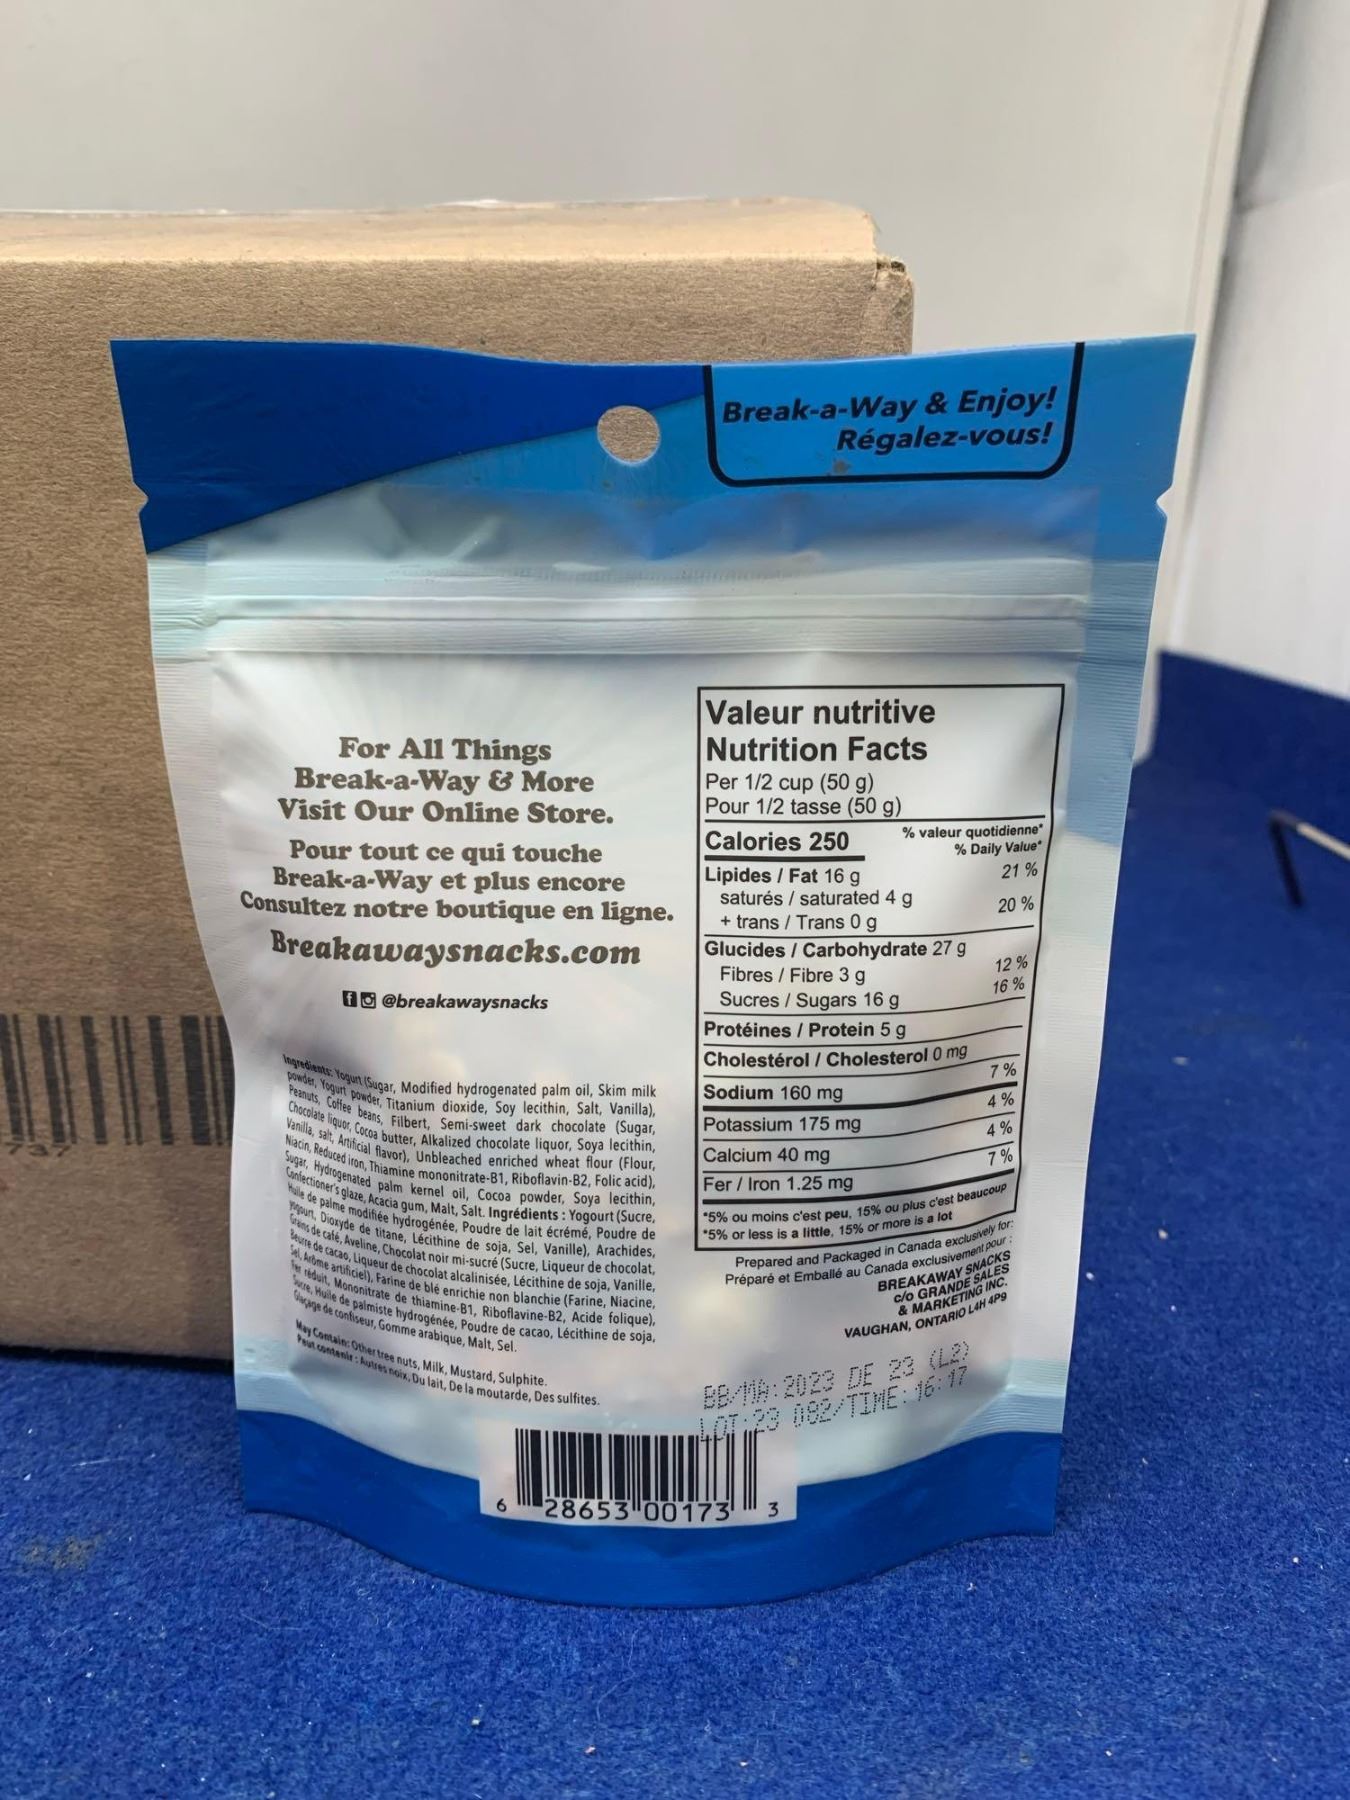 Break-a-Way & Enjoy!
Régalez-vous!
For All Things
Break-a-Way & More
Visit Our Online Store.
Pour tout ce qui touche
Break-a-Way et plus encore
Consultez notre boutique en ligne.
Breakawaysnacks.com
@breakawaysnacks
Ingredients: Yogurt (Sugar, Modified hydrogenated palm oil, Skim milk
powder, Yogurt powder, Titanium dioxide, Soy lecithin, Salt, Vanilla),
Peanuts, Coffee beans, Filbert, Semi-sweet dark chocolate (Sugar,
Chocolate liquor, Cocoa butter, Alkalized chocolate liquor, Soya lecithin,
Vanilla, salt, Artificial flavor), Unbleached enriched wheat flour (Flour,
Niacin, Reduced iron, Thiamine mononitrate-B1, Riboflavin-B2, Folic acid),
Sugar, Hydrogenated palm kernel oil, Cocoa powder, Soya lecithin,
Confectioner's glaze, Acacia gum, Malt, Salt. Ingrédients : Yogourt (Sucre,
Huile de palme modifiée hydrogénée, Poudre de lait écrémé, Poudre de
yogourt, Dioxyde de titane, Lécithine de soja, Sel, Vanille), Arachides,
Grains de café, Aveline, Chocolat noir mi-sucré (Sucre, Liqueur de chocolat,
Beurre de cacao, Liqueur de chocolat alcalinisée, Lécithine de soja, Vanille,
Sel, Arôme artificiel), Farine de blé enrichie non blanchie (Farine, Niacine,
Fer réduit, Mononitrate de thiamine-B1, Riboflavine-B2, Acide folique),
Sucre, Huile de palmiste hydrogénée, Poudre de cacao, Lécithine de soja,
Glaçage de confiseur, Gomme arabique, Malt, Sel.
May Contain: Other tree nuts, Milk, Mustard, Sulphite.
Peut contenir : Autres noix, Du lait, De la moutarde, Des sulfites.
Valeur nutritive
Nutrition Facts
Per 1/2 cup (50 g)
Pour 1/2 tasse (50 g)
Calories 250
% valeur quotidienne*
% Daily Value*
Lipides / Fat 16 g 21 %
saturés / saturated 4 g
+ trans / Trans 0 g 20 %
Glucides / Carbohydrate 27 g
Fibres / Fibre 3 g 12 %
Sucres / Sugars 16 g 16 %
Protéines / Protein 5 g
Cholestérol / Cholesterol 0 mg
Sodium 160 mg 7 %
Potassium 175 mg 4 %
Calcium 40 mg 4 %
Fer / Iron 1.25 mg 7 %
*5% ou moins c'est peu, 15% ou plus c'est beaucoup
*5% or less is a little, 15% or more is a lot
Prepared and Packaged in Canada exclusively for:
Préparé et Emballé au Canada exclusivement pour :
BREAKAWAY SNACKS
c/o GRANDE SALES
& MARKETING INC.
VAUGHAN, ONTARIO L4H 4P9
BB/MA: 2023 DE 23 (L2)
LOT: 23 082/TIME: 16:17
6 28653 00173 3
737